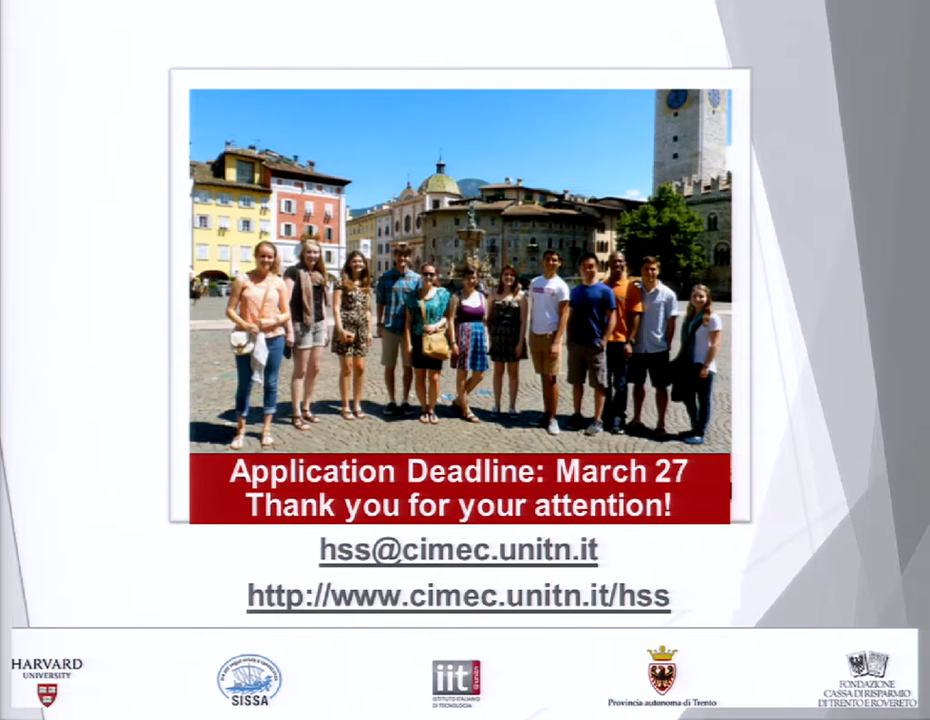 Application Deadline: March 27
Thank you for your attention!
hss@cimec.unitn.it
http://www.cimec.unitn.it/hss
HARVARD
UNIVERSITY
SISSA
iit
@unitn
ISTITUTO ITALIANO
DI TECNOLOGIA
Provincia autonoma di Trento
FONDAZIONE
CASSA DI RISPARMIO
DI TRENTO E ROVERETO